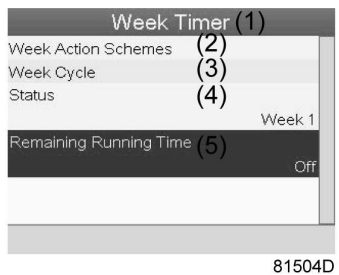 Week Timer (1)
Week Action Schemes (2)
Week Cycle (3)
Status (4)
Week 1
Remaining Running Time (5)
Off
81504D